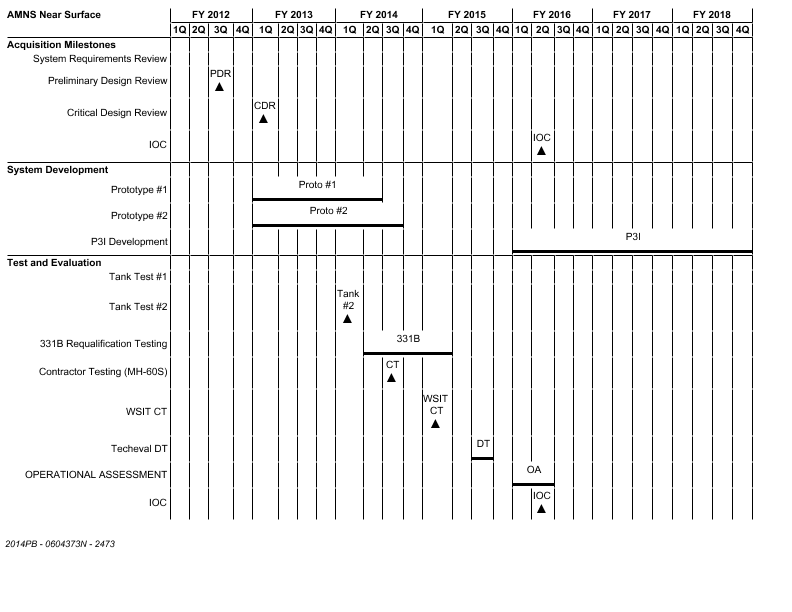 AMNS Near Surface FY 2012 FY 2013 FY 2014 FY 2015 FY 2016 FY 2017 FY 2018
1Q 2Q 3Q 4Q 1Q 2Q 3Q 4Q 1Q 2Q 3Q 4Q 1Q 2Q 3Q 4Q 1Q 2Q 3Q 4Q 1Q 2Q 3Q 4Q 1Q 2Q 3Q 4Q
Acquisition Milestones
System Requirements Review
PDR
Preliminary Design Review
CDR
Critical Design Review
IOC
IOC
System Development
Proto #1
Prototype #1
Proto #2
Prototype #2
P3I
P3I Development
Test and Evaluation
Tank Test #1
Tank
#2
Tank Test #2
331B
331B Requalification Testing
CT
Contractor Testing (MH-60S)
WSIT
CT
WSIT CT
DT
Techeval DT
OA
OPERATIONAL ASSESSMENT
IOC
IOC
2014PB - 0604373N - 2473